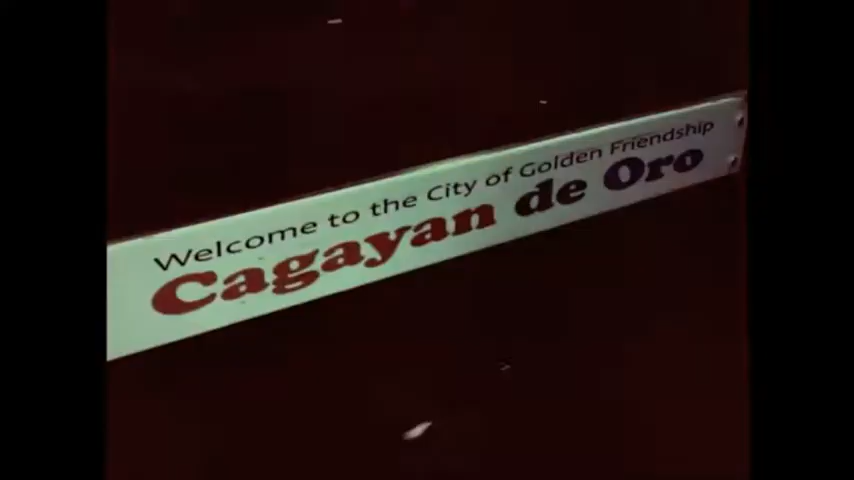 Welcome to the City of Golden Friendship
Cagayan de Oro